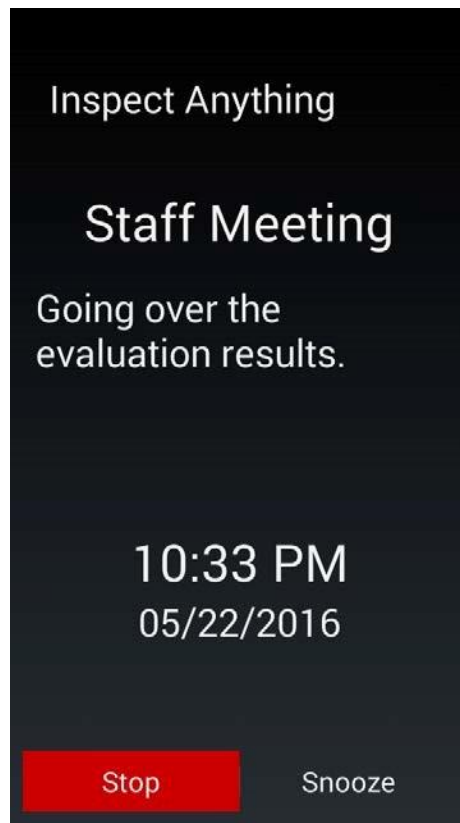 Inspect Anything
Staff Meeting
Going over the
evaluation results.
10:33 PM
05/22/2016
Stop
Snooze